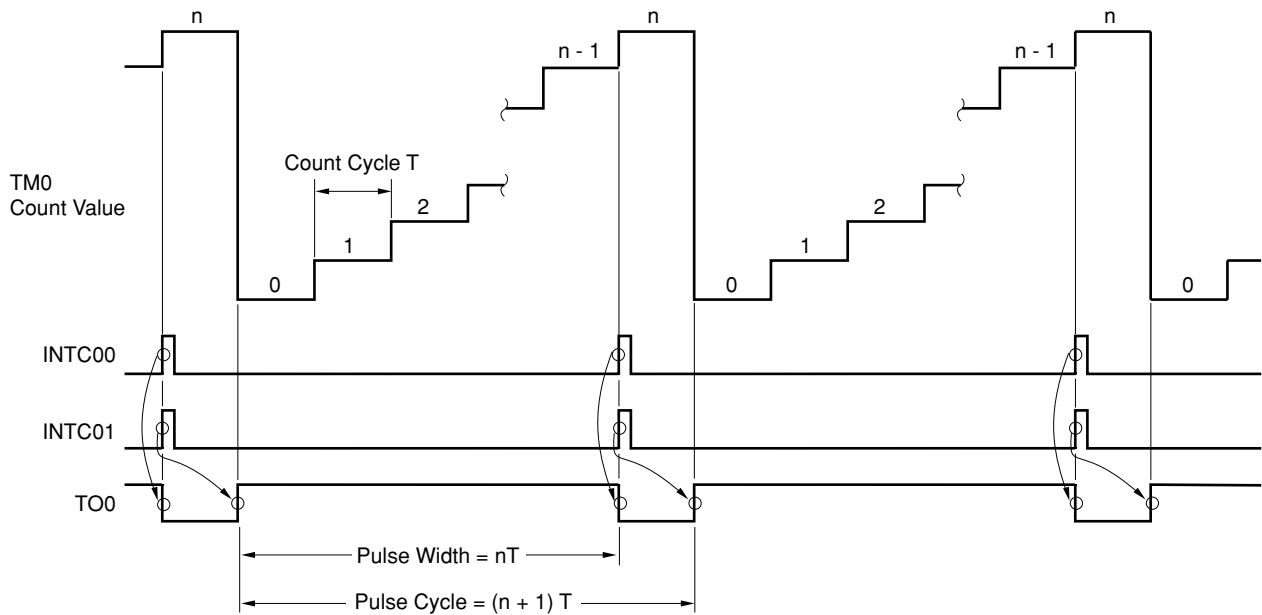 n
n
n
n - 1
n - 1
Count Cycle T
TM0
Count Value
2
2
1
1
0
0
0
INTC00
INTC01
TO0
Pulse Width = nT
Pulse Cycle = (n + 1) T